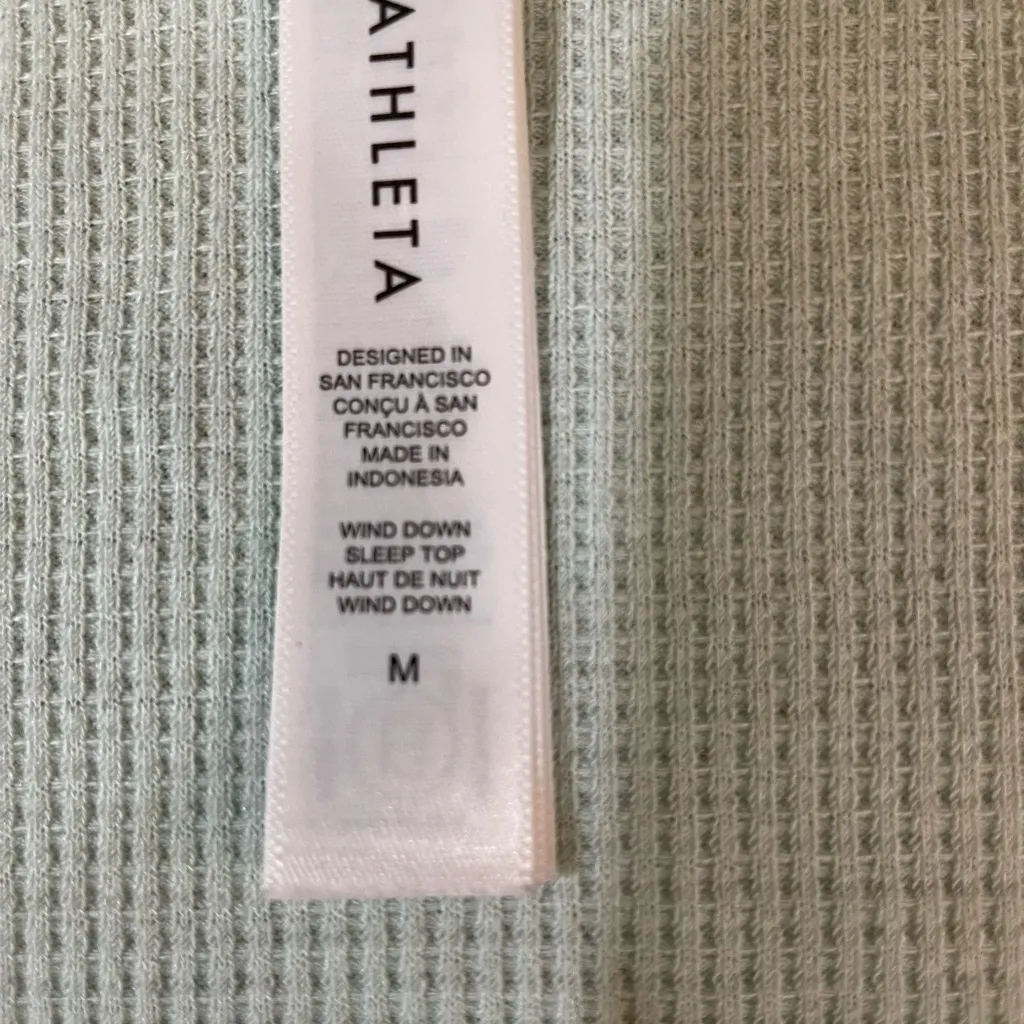 ATHLETA
DESIGNED IN
SAN FRANCISCO
CONÇU À SAN
FRANCISCO
MADE IN
INDONESIA
WIND DOWN
SLEEP TOP
HAUT DE NUIT
WIND DOWN
M